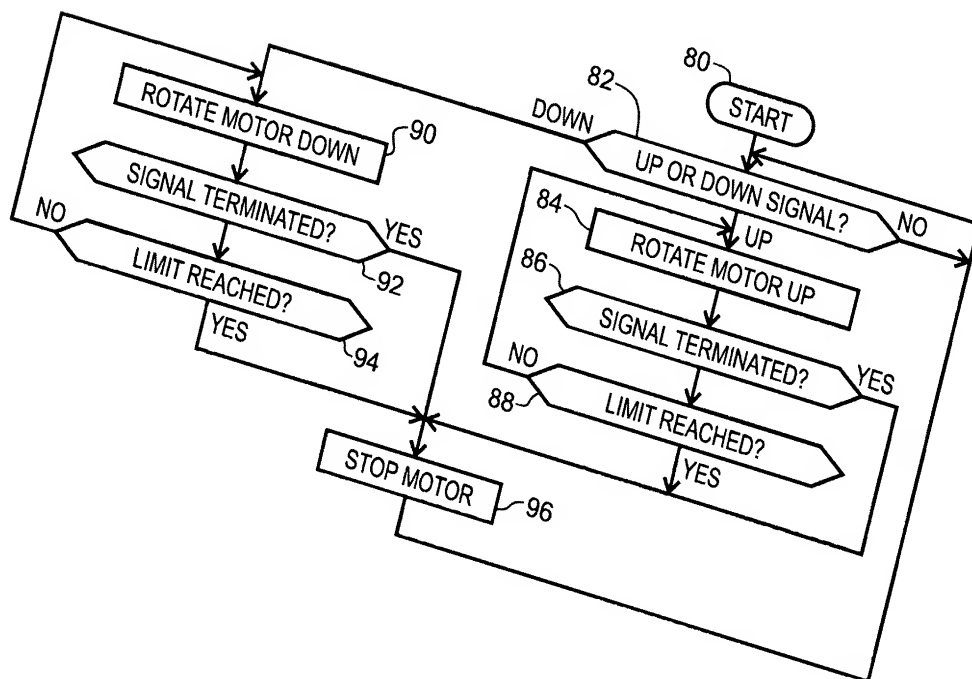 80
START
82
DOWN
UP OR DOWN SIGNAL?
NO
UP
84
ROTATE MOTOR UP
86
SIGNAL TERMINATED?
YES
NO
88
LIMIT REACHED?
YES
ROTATE MOTOR DOWN
90
SIGNAL TERMINATED?
YES
92
NO
LIMIT REACHED?
94
YES
STOP MOTOR
96